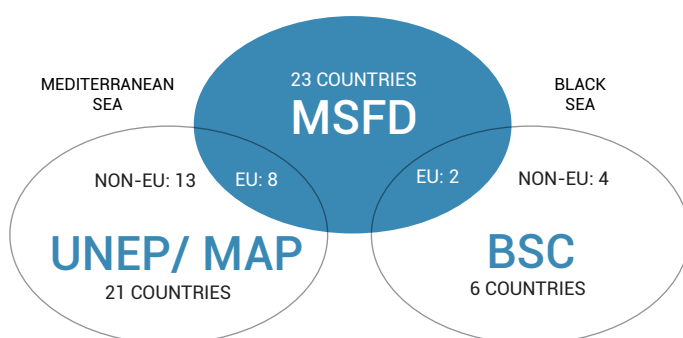 23 COUNTRIES
MSFD
MEDITERRANEAN
SEA
BLACK
SEA
NON-EU: 13
EU: 8
EU: 2
NON-EU: 4
UNEP/ MAP
21 COUNTRIES
BSC
6 COUNTRIES